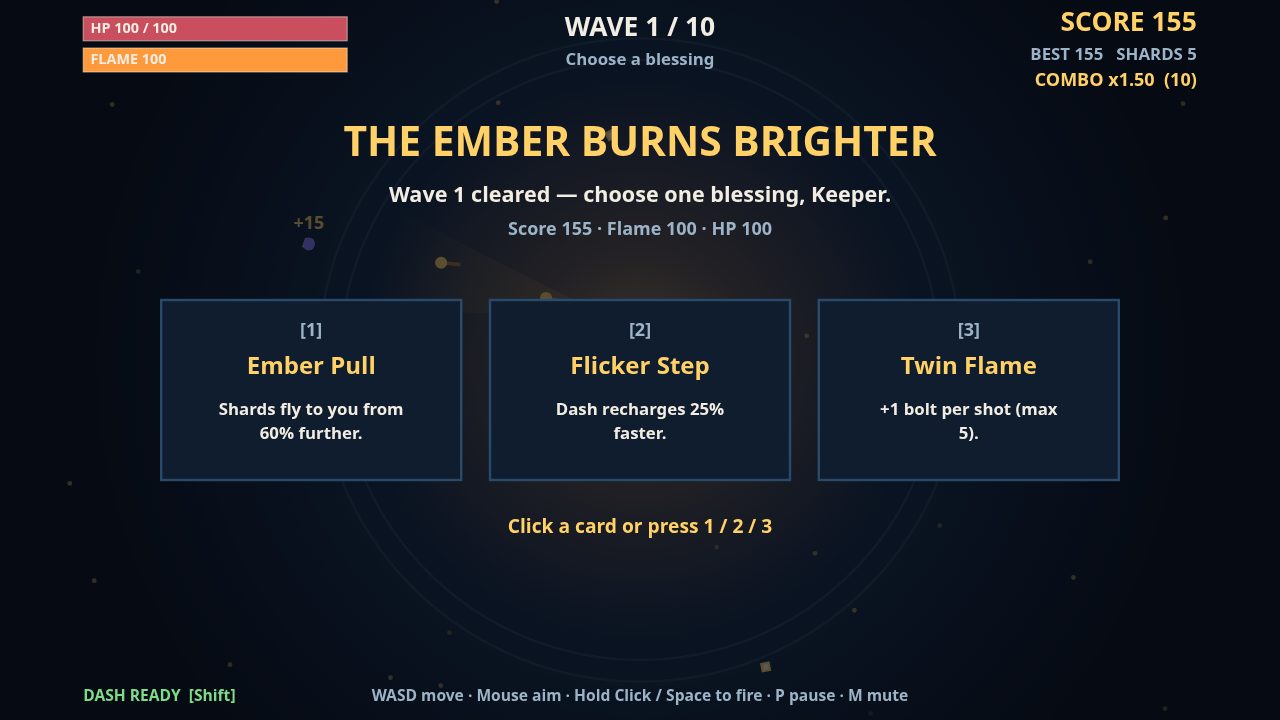 HP 100 / 100
FLAME 100
WAVE 1 / 10
Choose a blessing
SCORE 155
BEST 155 SHARDS 5
COMBO x1.50 (10)
THE EMBER BURNS BRIGHTER
Wave 1 cleared — choose one blessing, Keeper.
Score 155 · Flame 100 · HP 100
+15
[1]
Ember Pull
Shards fly to you from
60% further.
[2]
Flicker Step
Dash recharges 25%
faster.
[3]
Twin Flame
+1 bolt per shot (max
5).
Click a card or press 1 / 2 / 3
DASH READY [Shift]
WASD move · Mouse aim · Hold Click / Space to fire · P pause · M mute